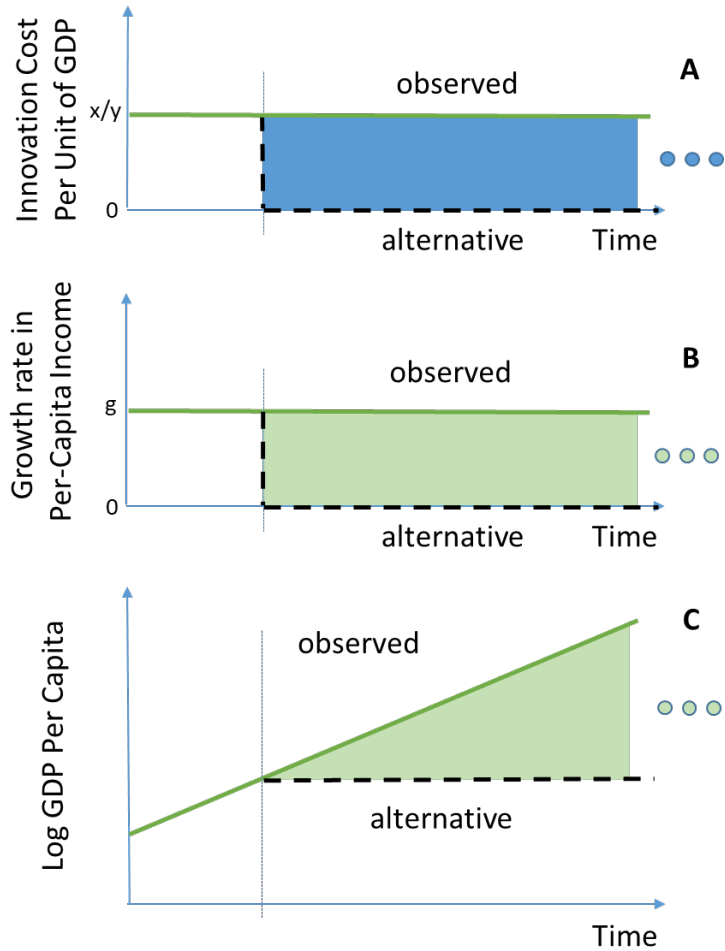 Innovation Cost
Per Unit of GDP
x/y
0
observed
A
alternative
Time
Growth rate in
Per-Capita Income
g
0
observed
B
alternative
Time
Log GDP Per Capita
observed
C
alternative
Time